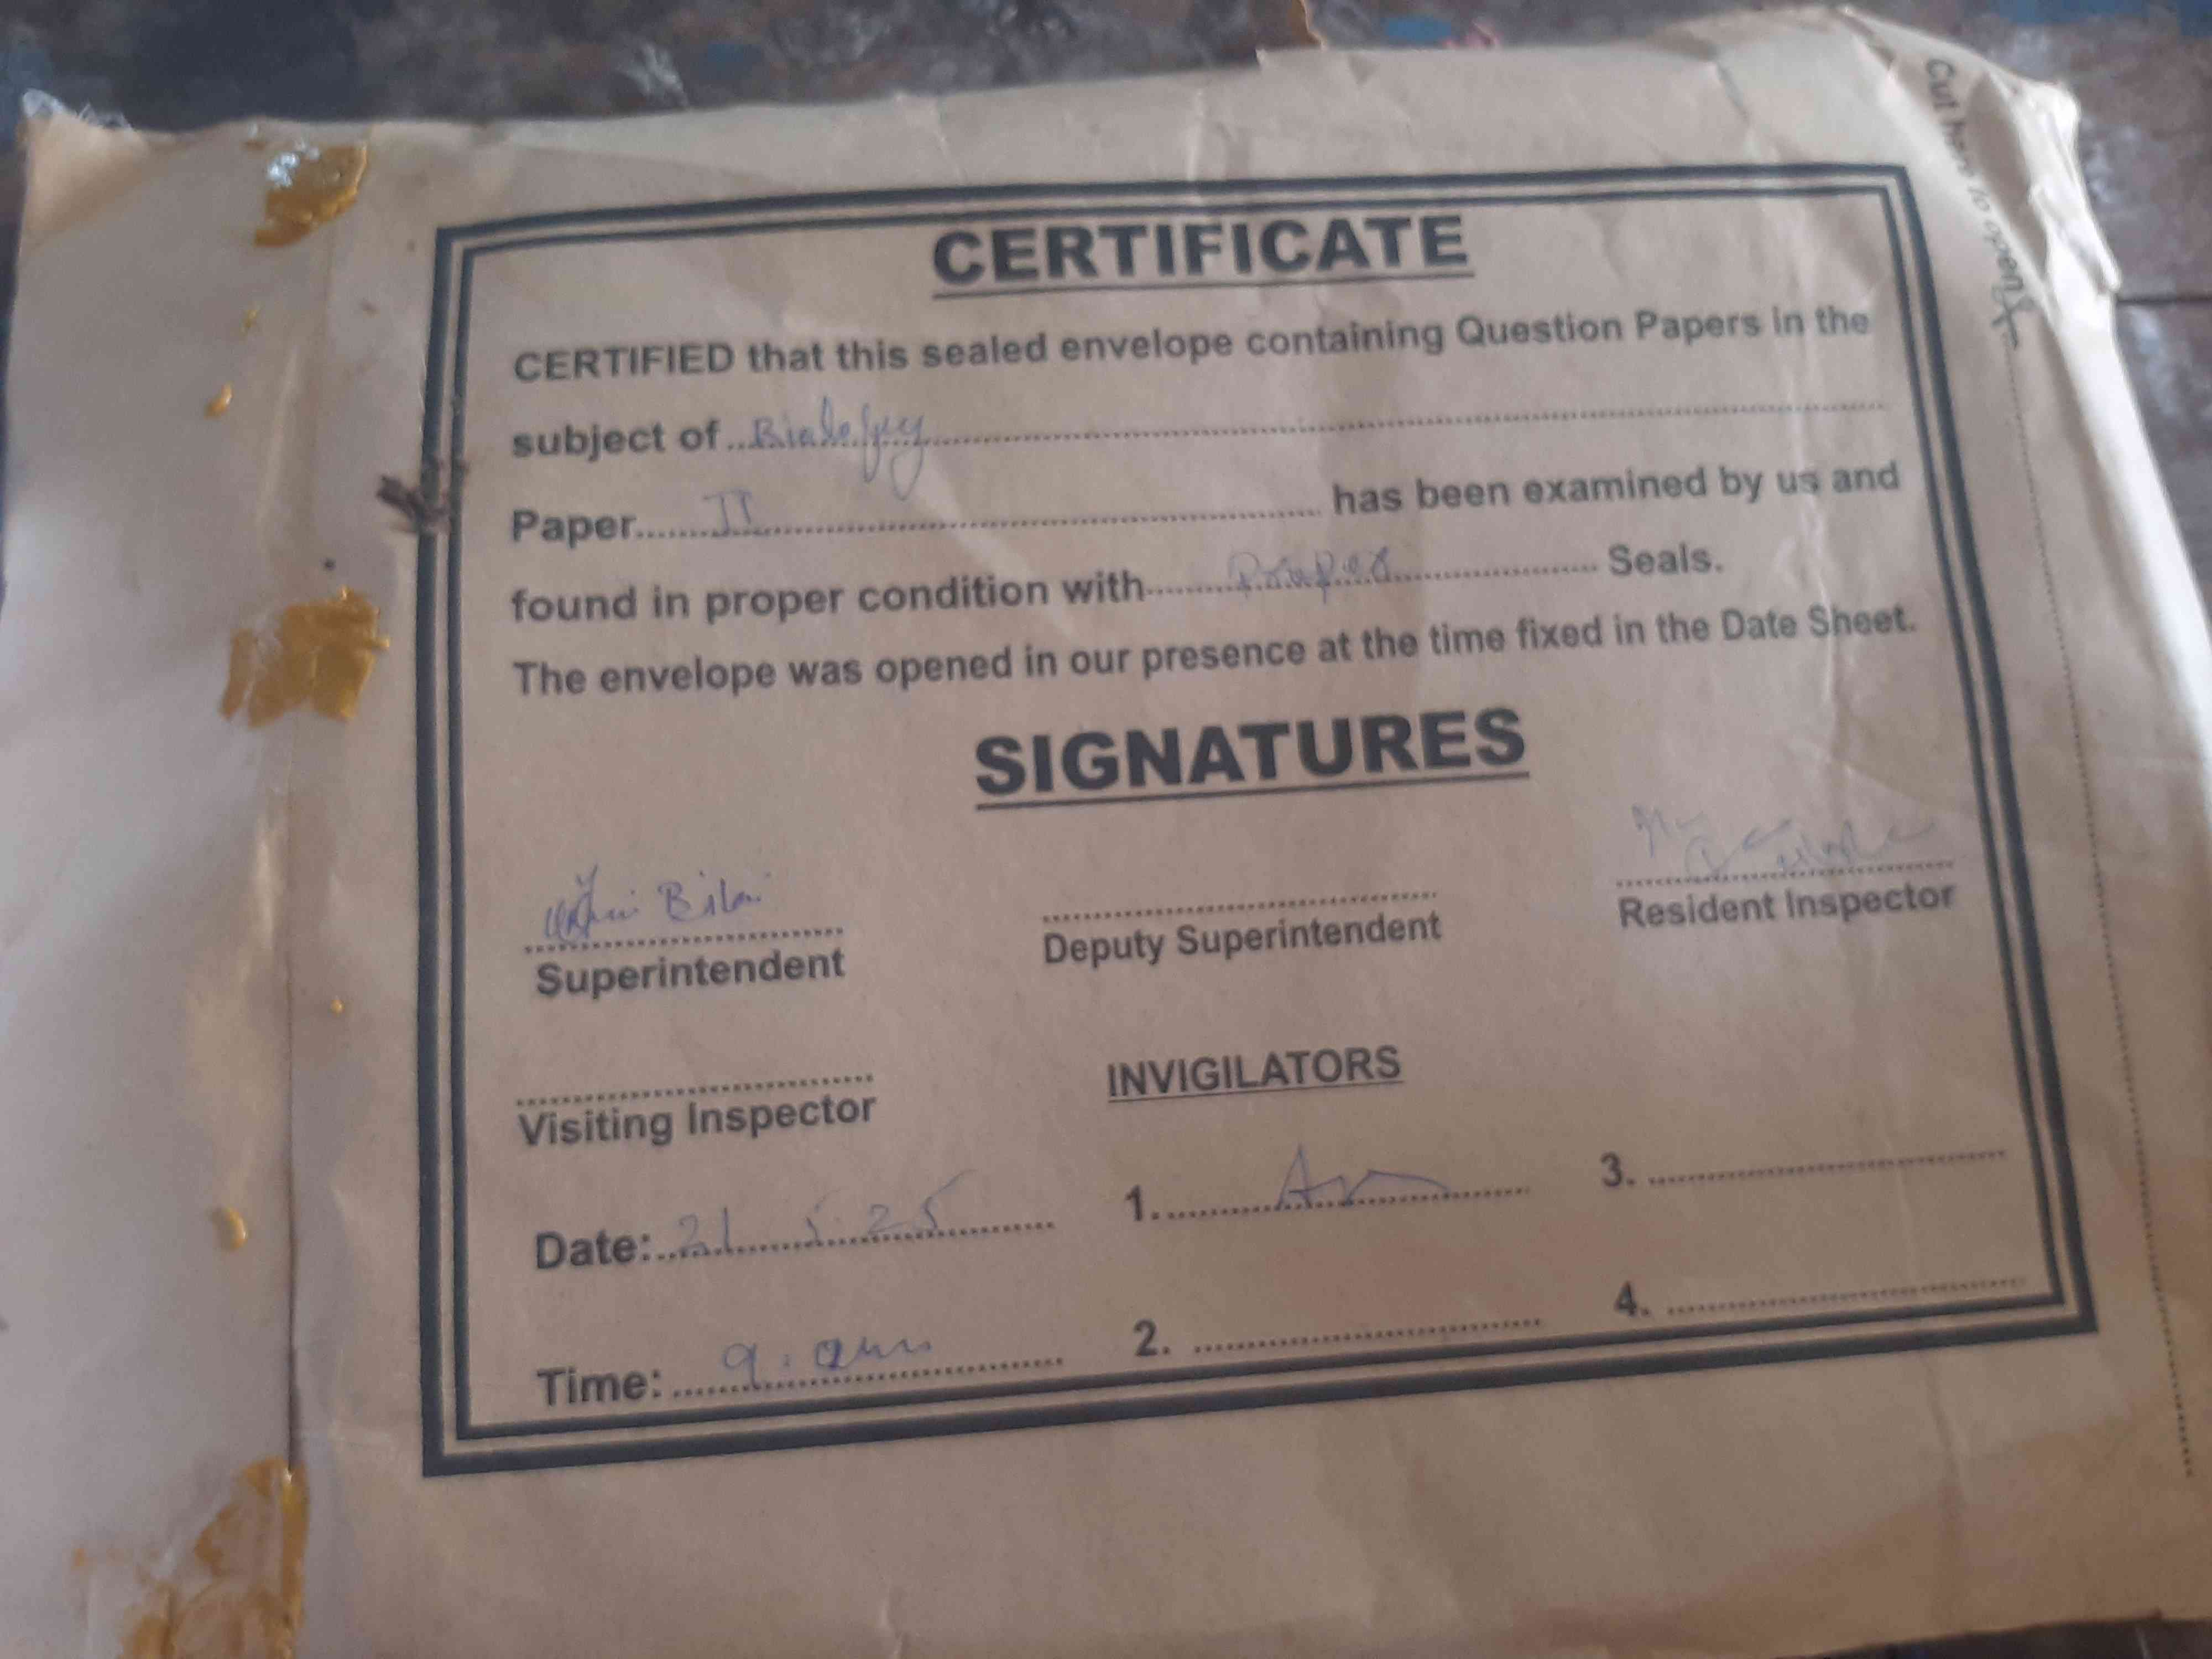 Cut here to open
CERTIFICATE
CERTIFIED that this sealed envelope containing Question Papers in the
subject of Biology
Paper II has been examined by us and
found in proper condition with Proper Seals.
The envelope was opened in our presence at the time fixed in the Date Sheet.
SIGNATURES
Superintendent
Deputy Superintendent
Resident Inspector
Visiting Inspector
INVIGILATORS
Date: 21 5.25
1.
3.
Time: 9.am
2.
4.